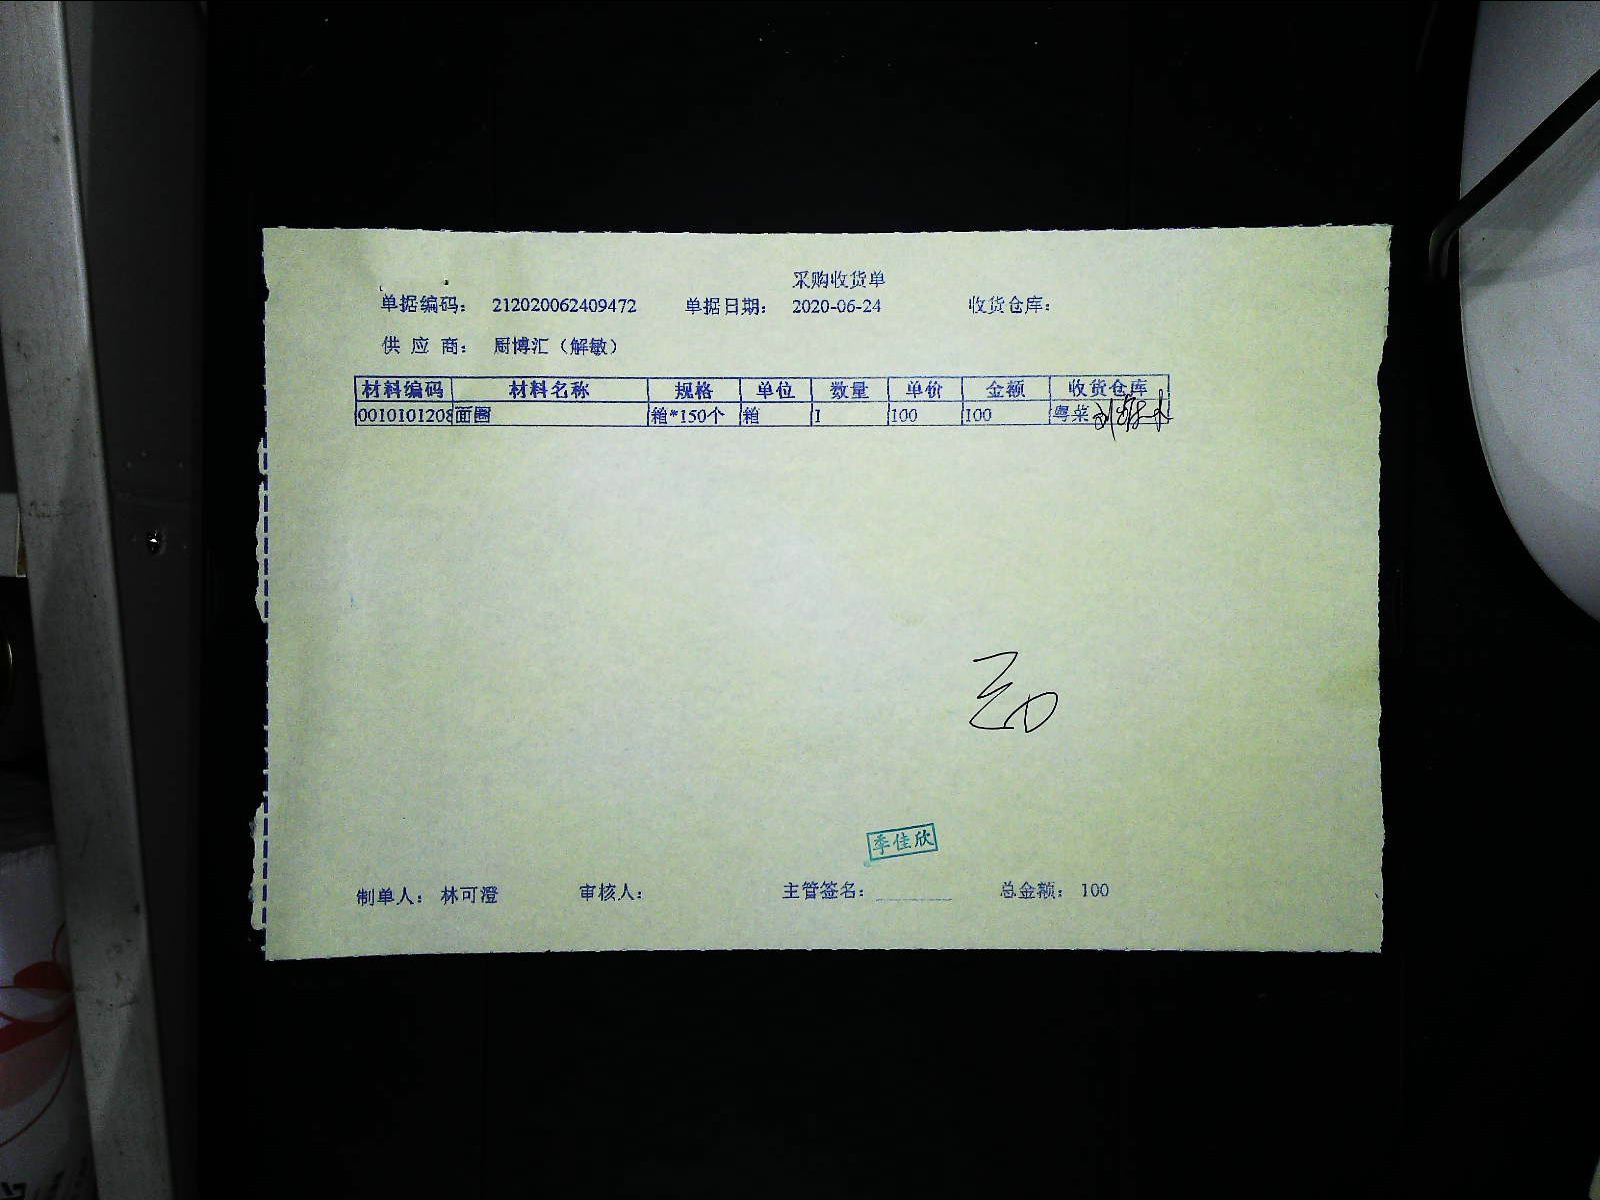 采购收货单
单据编码： 212020062409472 单据日期： 2020-06-24 收货仓库：
供 应 商： 厨博汇（解敏）
材料编码 材料名称 规格 单位 数量 单价 金额 收货仓库
0010101208 面圈 箱*150个 箱 1 100 100 粤菜
季佳欣
制单人： 林可澄 审核人： 主管签名： 总金额： 100